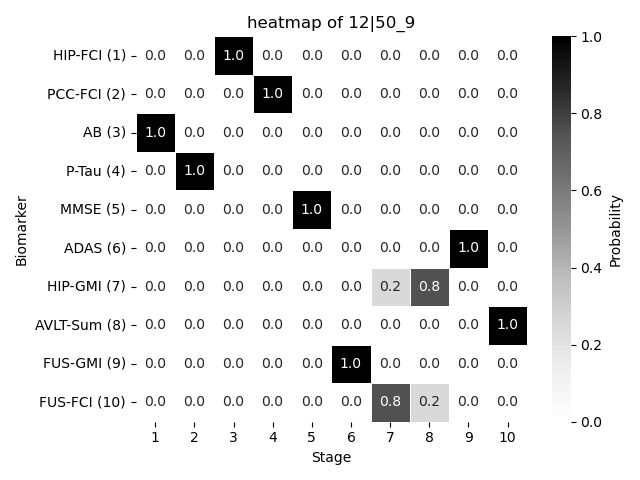 heatmap of 12|50_9
HIP-FCI (1) 0.0 0.0 1.0 0.0 0.0 0.0 0.0 0.0 0.0 0.0
PCC-FCI (2) 0.0 0.0 0.0 1.0 0.0 0.0 0.0 0.0 0.0 0.0
AB (3) 1.0 0.0 0.0 0.0 0.0 0.0 0.0 0.0 0.0 0.0
P-Tau (4) 0.0 1.0 0.0 0.0 0.0 0.0 0.0 0.0 0.0 0.0
MMSE (5) 0.0 0.0 0.0 0.0 1.0 0.0 0.0 0.0 0.0 0.0
ADAS (6) 0.0 0.0 0.0 0.0 0.0 0.0 0.0 0.0 1.0 0.0
HIP-GMI (7) 0.0 0.0 0.0 0.0 0.0 0.0 0.2 0.8 0.0 0.0
AVLT-Sum (8) 0.0 0.0 0.0 0.0 0.0 0.0 0.0 0.0 0.0 1.0
FUS-GMI (9) 0.0 0.0 0.0 0.0 0.0 1.0 0.0 0.0 0.0 0.0
FUS-FCI (10) 0.0 0.0 0.0 0.0 0.0 0.0 0.8 0.2 0.0 0.0
1 2 3 4 5 6 7 8 9 10
Stage
Biomarker
1.0
0.8
0.6
0.4
0.2
0.0
Probability